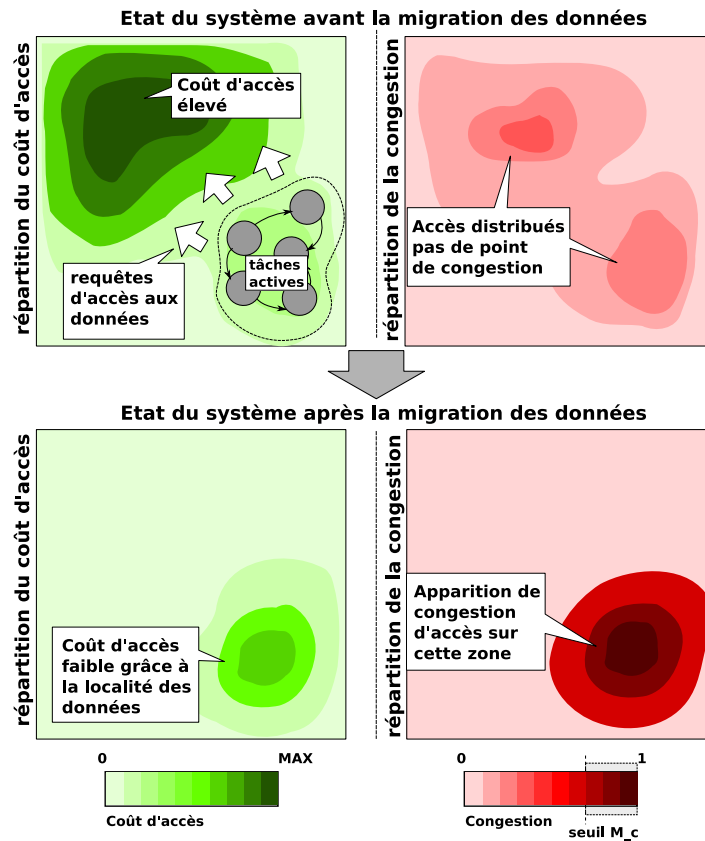 Etat du système avant la migration des données
répartition du coût d'accès
Coût d'accès
élevé
requêtes
d'accès aux
données
tâches
actives
répartition de la congestion
Accès distribués
pas de point
de congestion
Etat du système après la migration des données
répartition du coût d'accès
Coût d'accès
faible grâce à
la localité des
données
répartition de la congestion
Apparition de
congestion
d'accès sur
cette zone
0 MAX
Coût d'accès
0 1
Congestion
seuil M_c